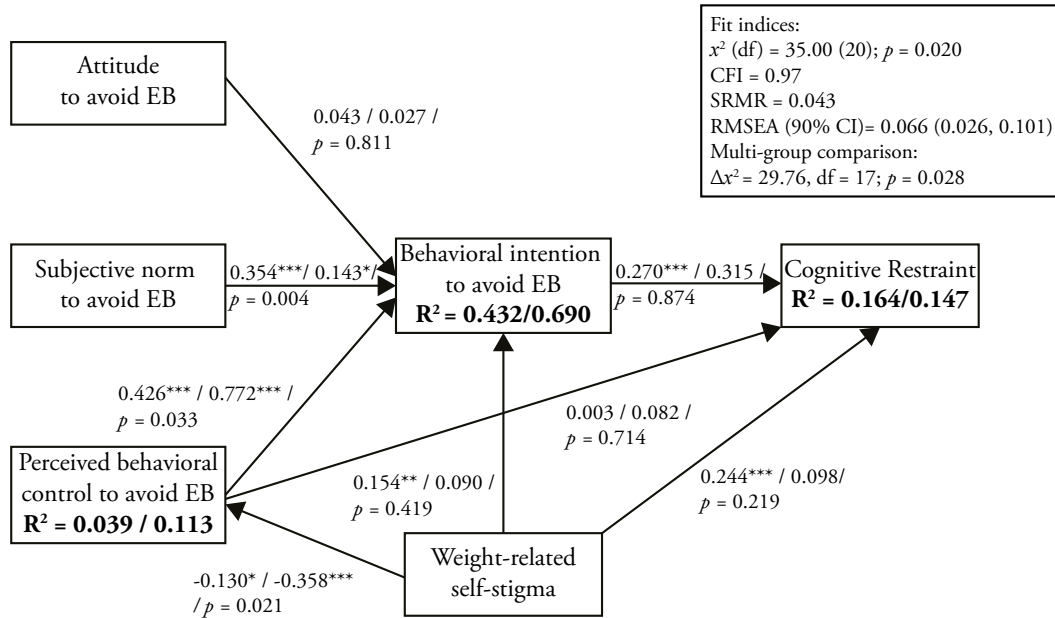 Attitude
to avoid EB
0.043 / 0.027 /
p = 0.811
Fit indices:
x² (df) = 35.00 (20); p = 0.020
CFI = 0.97
SRMR = 0.043
RMSEA (90% CI)= 0.066 (0.026, 0.101)
Multi-group comparison:
Δx² = 29.76, df = 17; p = 0.028
Subjective norm
to avoid EB
0.354***/ 0.143*/
p = 0.004
Behavioral intention
to avoid EB
R² = 0.432/0.690
0.270*** / 0.315 /
p = 0.874
Cognitive Restraint
R² = 0.164/0.147
0.426*** / 0.772*** /
p = 0.033
0.003 / 0.082 /
p = 0.714
Perceived behavioral
control to avoid EB
R² = 0.039 / 0.113
0.154** / 0.090 /
p = 0.419
0.244*** / 0.098/
p = 0.219
-0.130* / -0.358***
/ p = 0.021
Weight-related
self-stigma